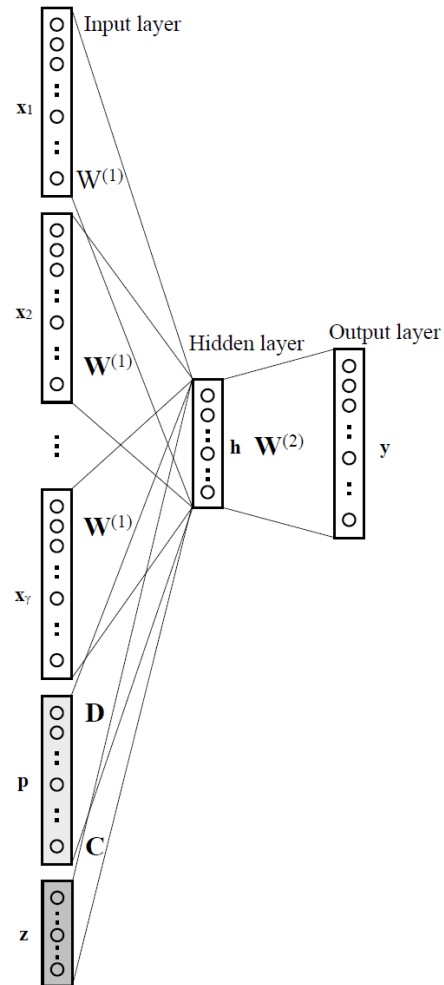 Input layer
x₁
W⁽¹⁾
x₂
W⁽¹⁾
Hidden layer
Output layer
h W⁽²⁾
y
W⁽¹⁾
xᵧ
D
p
C
z